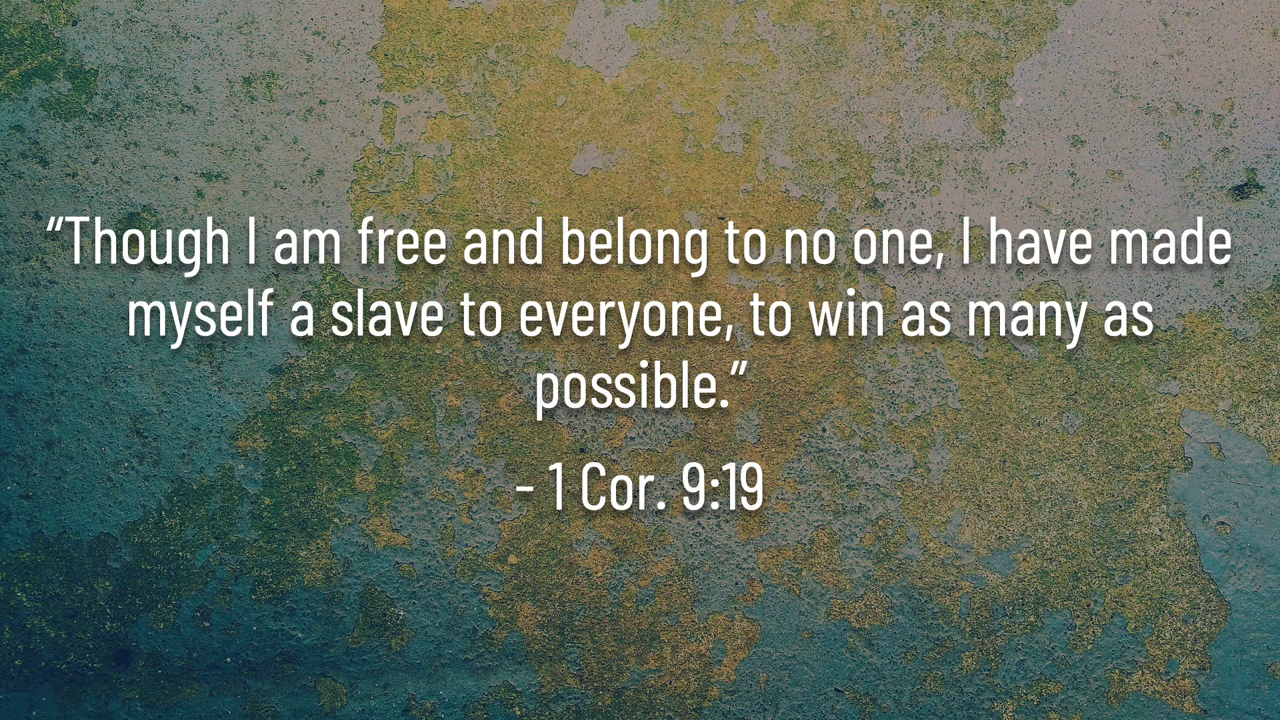 “Though I am free and belong to no one, I have made
myself a slave to everyone, to win as many as
possible.”
- 1 Cor. 9:19